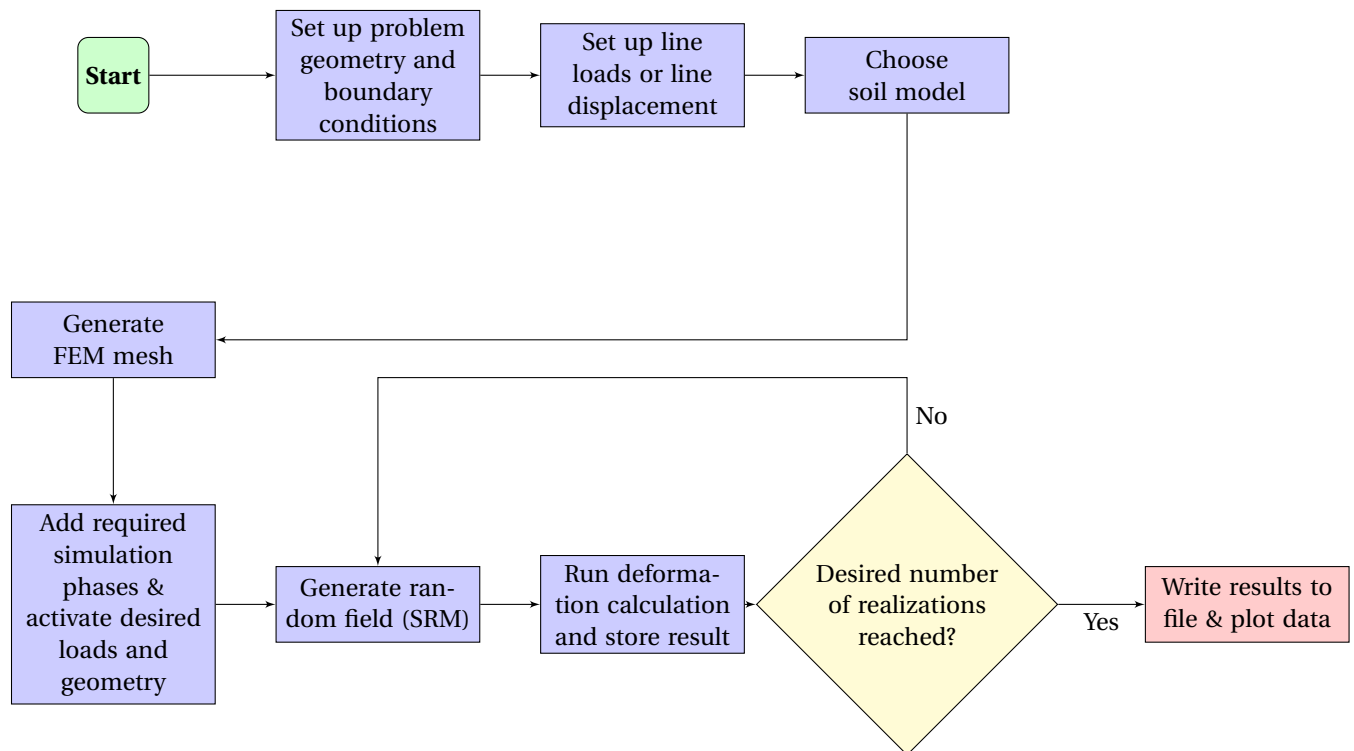 Start
Set up problem
geometry and
boundary
conditions
Set up line
loads or line
displacement
Choose
soil model
Generate
FEM mesh
No
Add required
simulation
phases &
activate desired
loads and
geometry
Generate ran-
dom field (SRM)
Run deforma-
tion calculation
and store result
Desired number
of realizations
reached?
Yes
Write results to
file & plot data